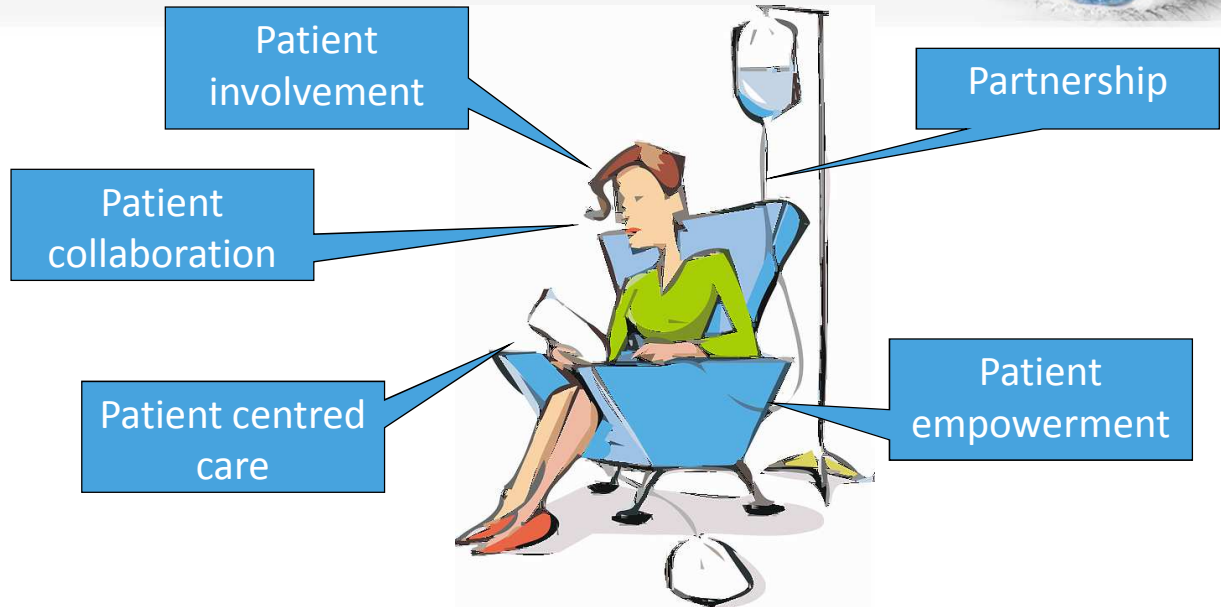 Patient
involvement
Partnership
Patient
collaboration
Patient centred
care
Patient
empowerment